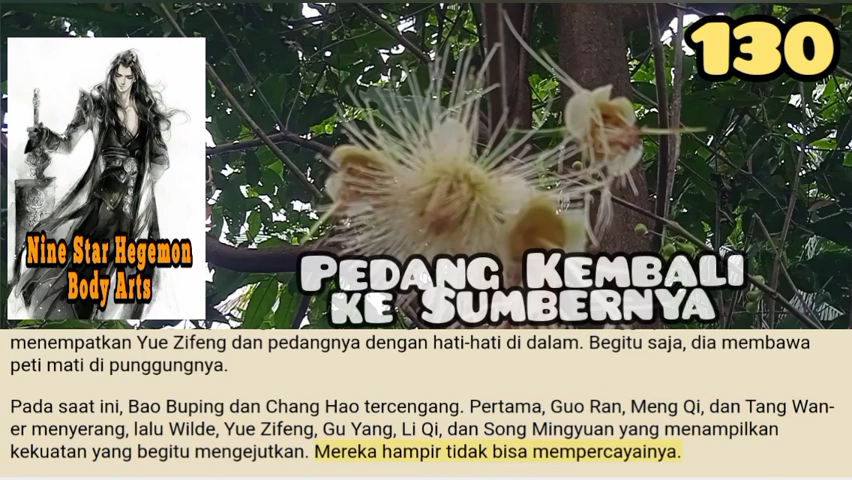 130
Nine Star Hegemon
Body Arts
Pedang Kembali
ke Sumbernya
menempatkan Yue Zifeng dan pedangnya dengan hati-hati di dalam. Begitu saja, dia membawa
peti mati di punggungnya.
Pada saat ini, Bao Buping dan Chang Hao tercengang. Pertama, Guo Ran, Meng Qi, dan Tang Wan-
er menyerang, lalu Wilde, Yue Zifeng, Gu Yang, Li Qi, dan Song Mingyuan yang menampilkan
kekuatan yang begitu mengejutkan. Mereka hampir tidak bisa mempercayainya.